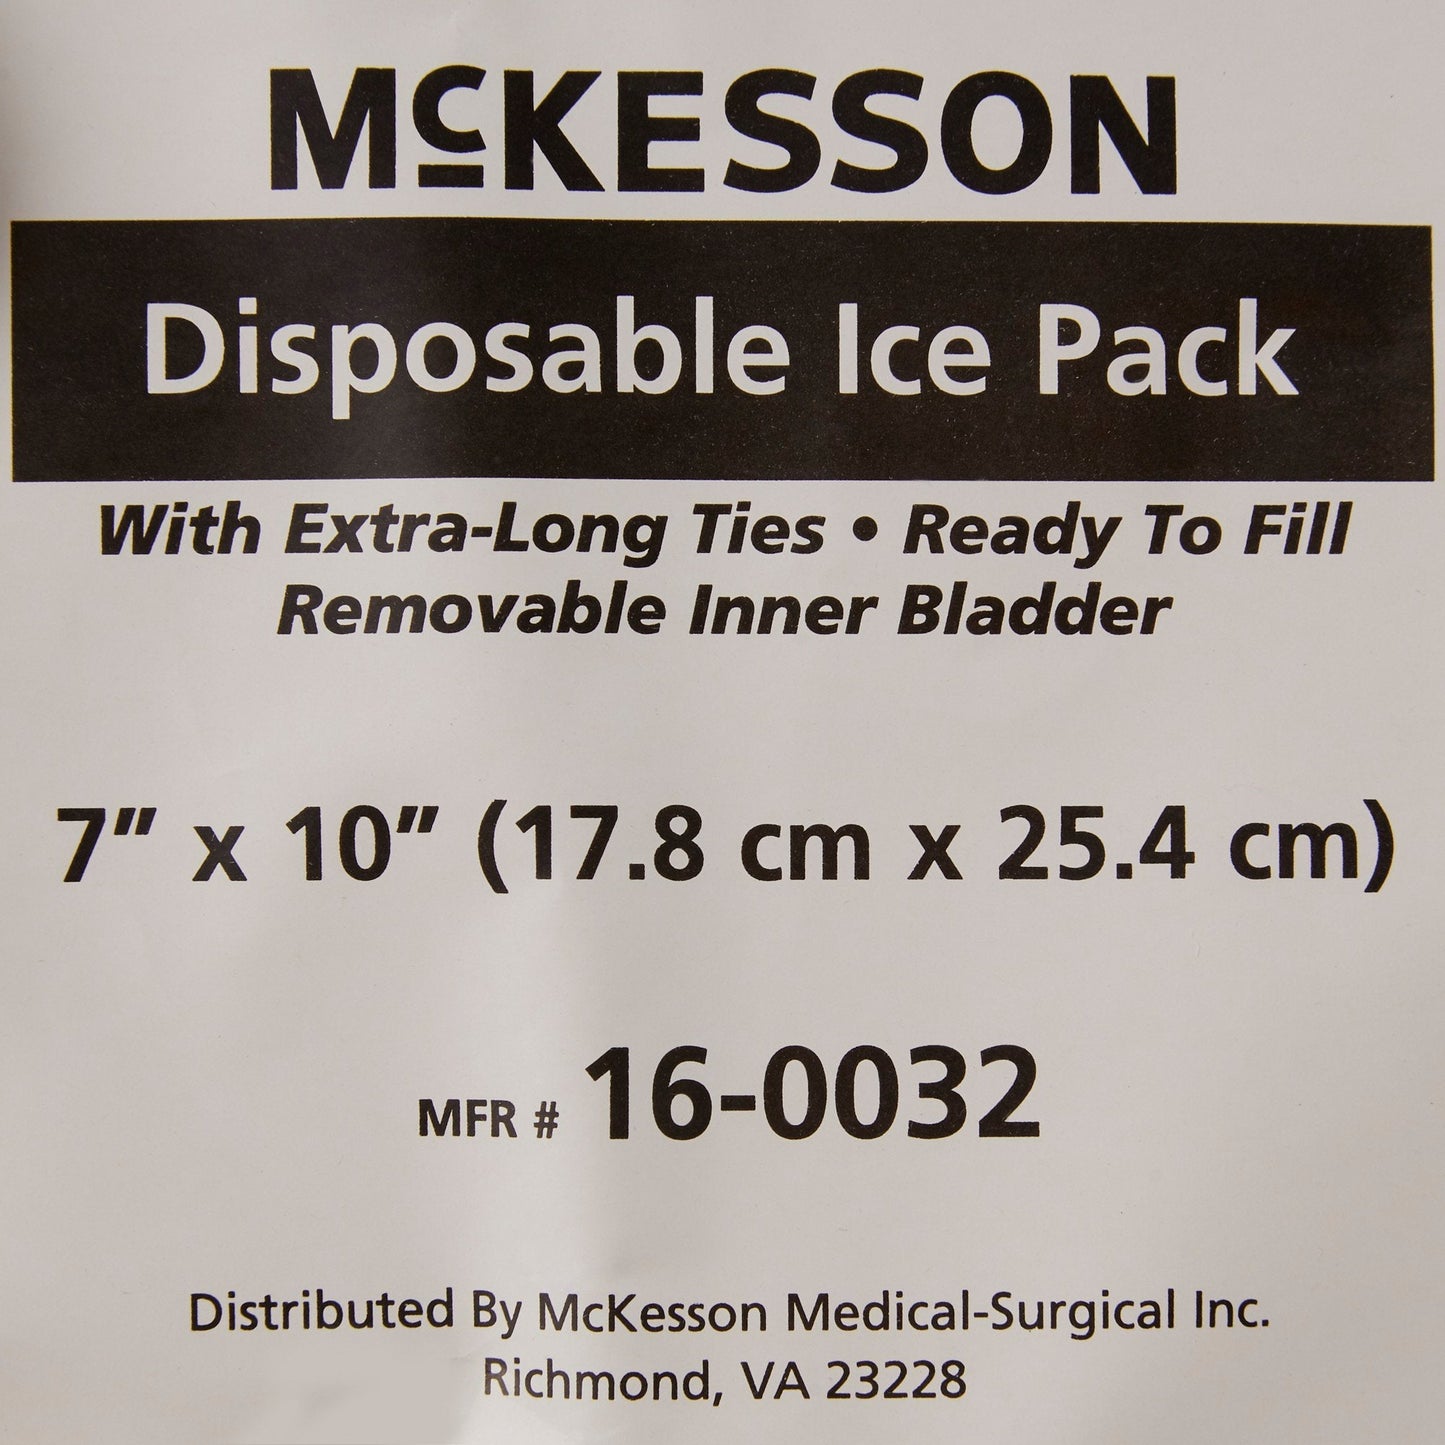 McKESSON
Disposable Ice Pack
With Extra-Long Ties • Ready To Fill
Removable Inner Bladder
7” x 10” (17.8 cm x 25.4 cm)
MFR # 16-0032
Distributed By McKesson Medical-Surgical Inc.
Richmond, VA 23228